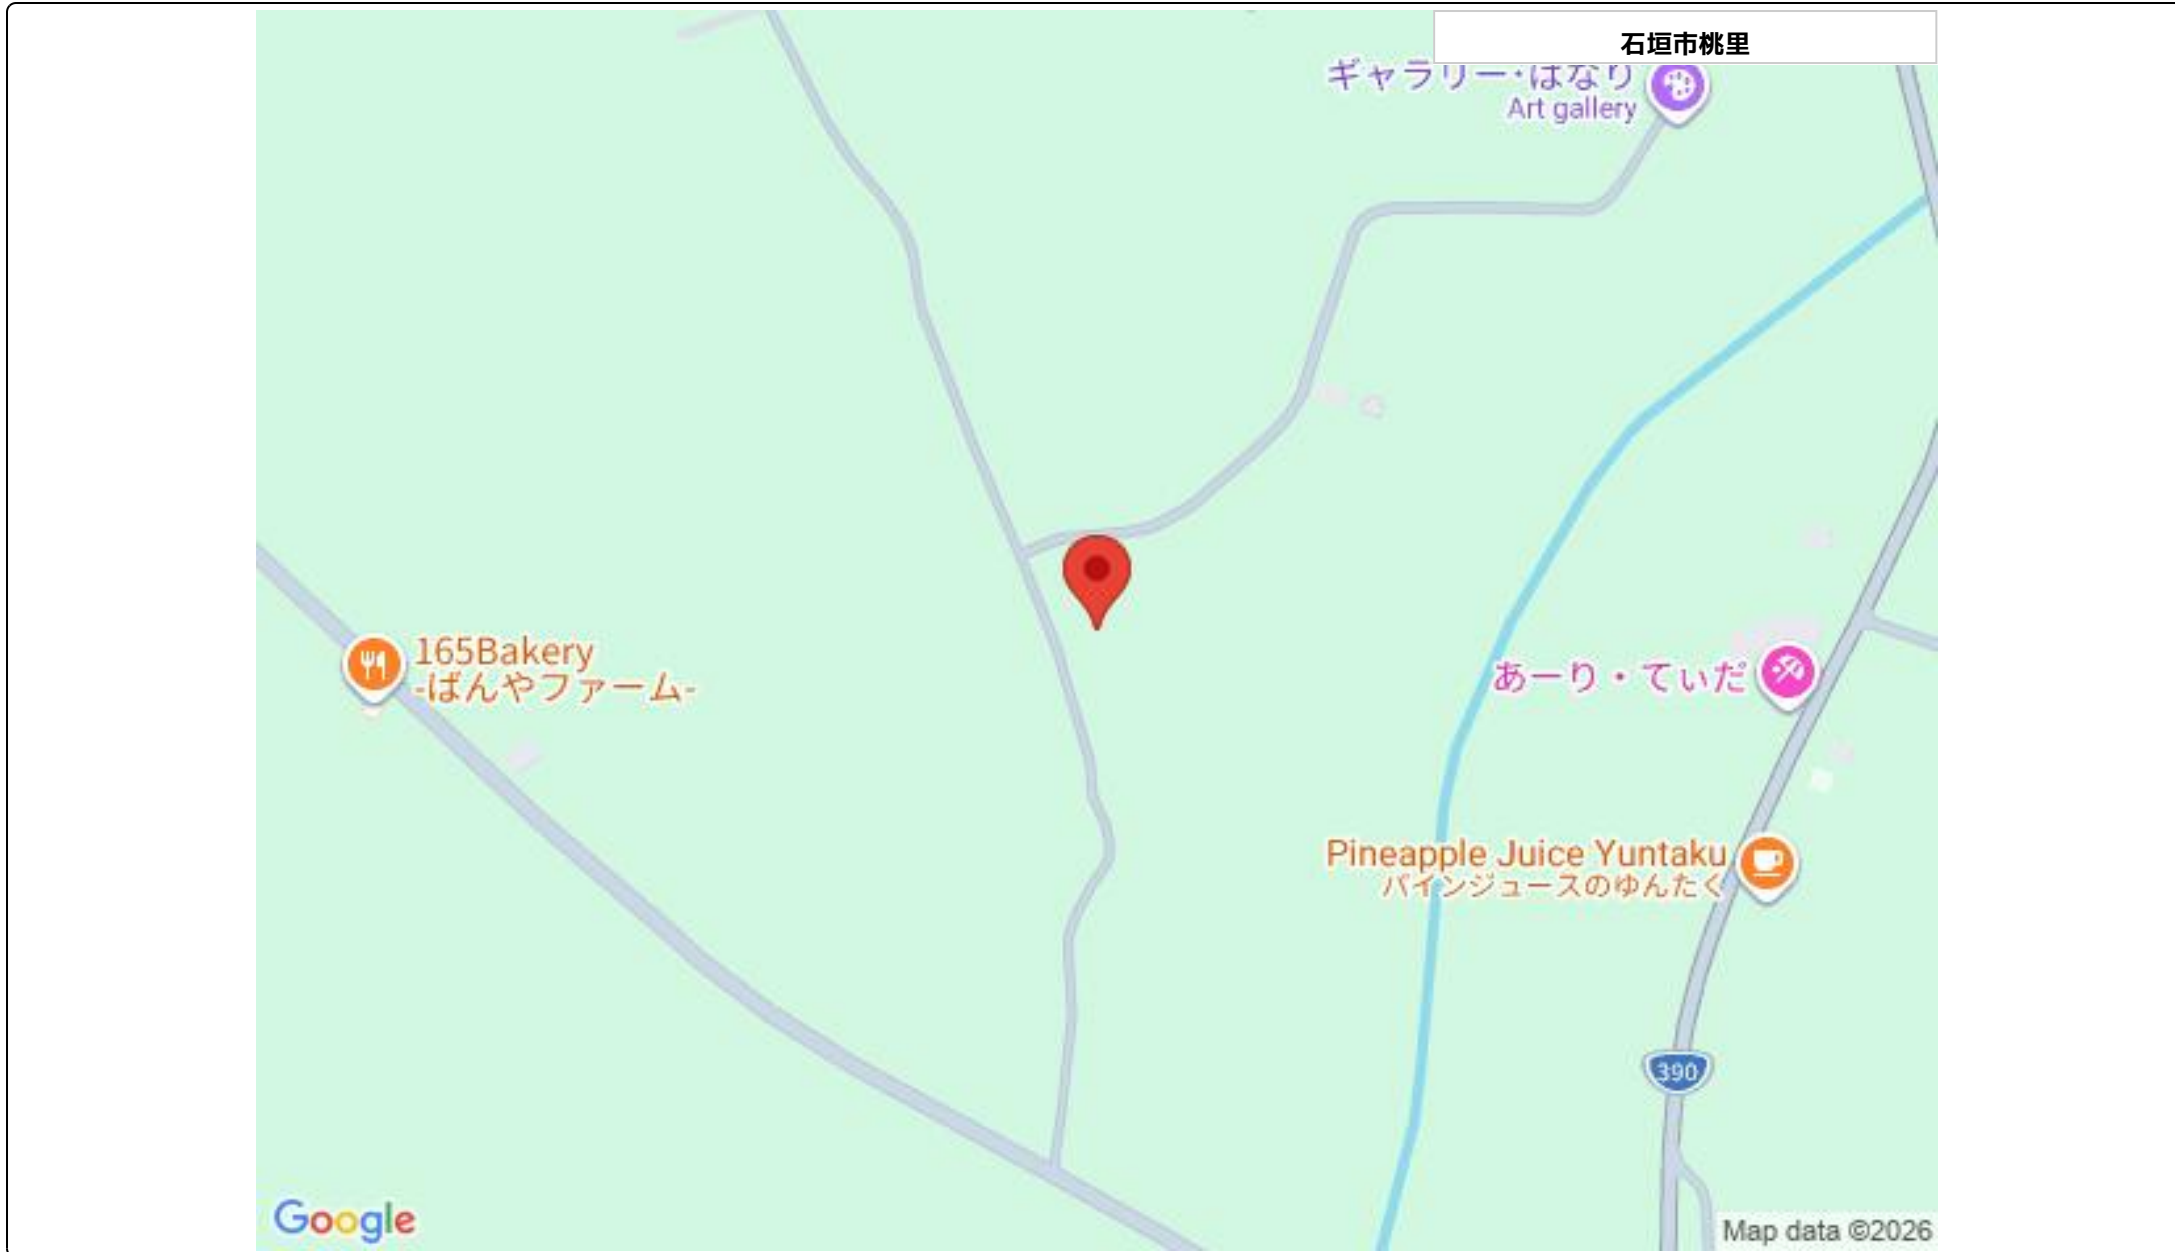 石垣市桃里
ギャラリー･はなり
Art gallery
165Bakery
-ばんやファーム-
あーり・てぃだ
Pineapple Juice Yuntaku
パインジュースのゆんたく
390
Google
Map data ©2026